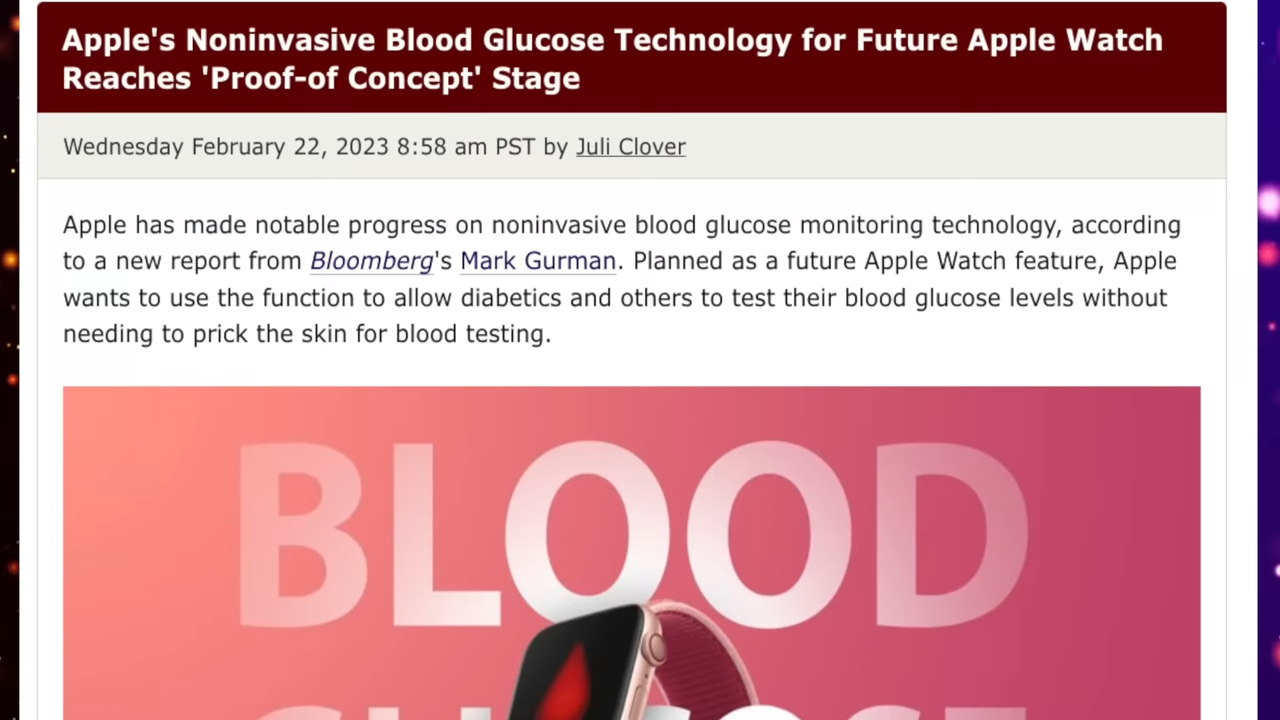 Apple's Noninvasive Blood Glucose Technology for Future Apple Watch
Reaches 'Proof-of Concept' Stage
Wednesday February 22, 2023 8:58 am PST by Juli Clover
Apple has made notable progress on noninvasive blood glucose monitoring technology, according
to a new report from Bloomberg's Mark Gurman. Planned as a future Apple Watch feature, Apple
wants to use the function to allow diabetics and others to test their blood glucose levels without
needing to prick the skin for blood testing.
BLOOD